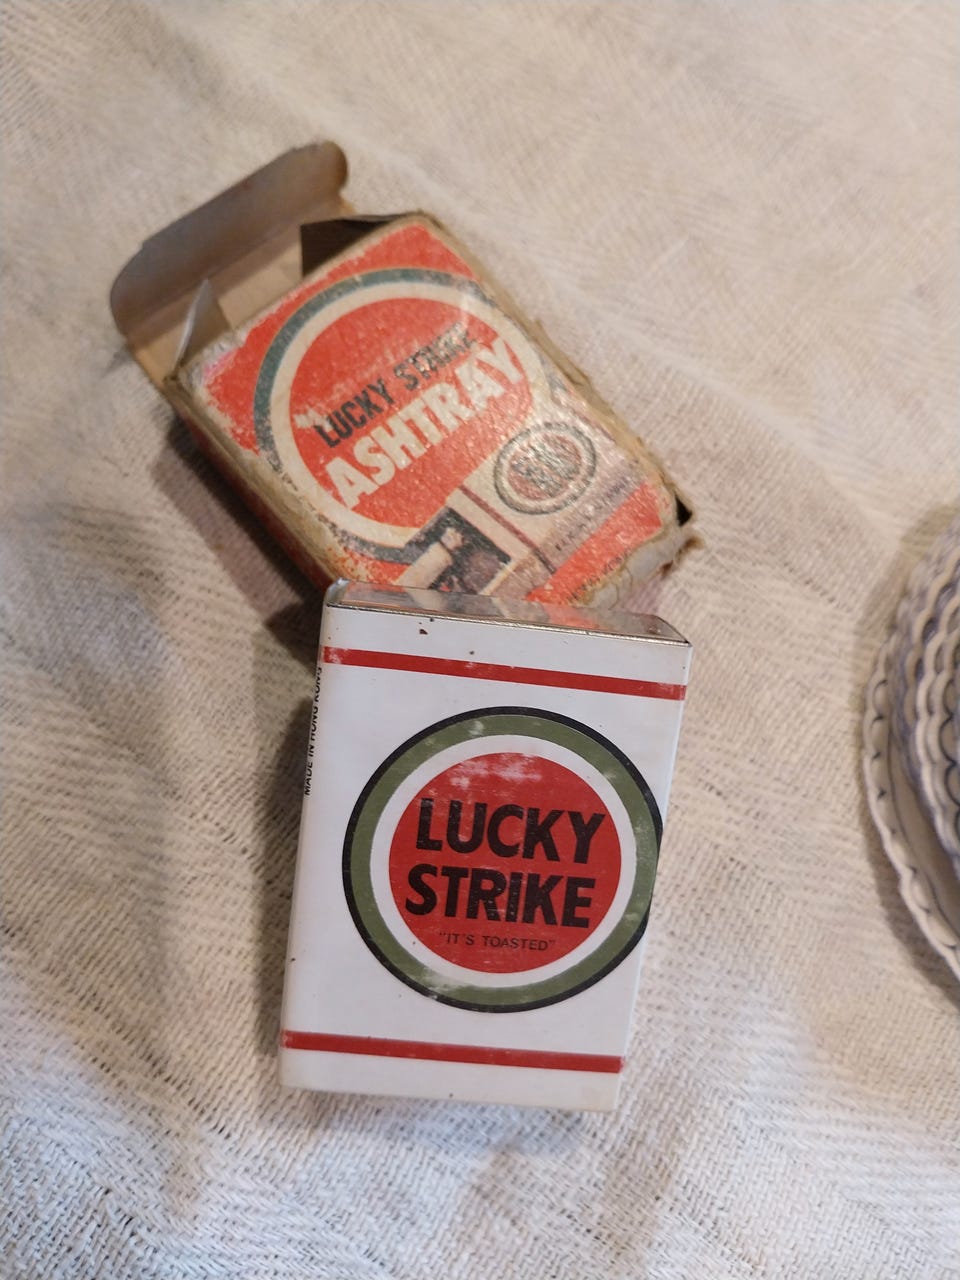 LUCKY STRIKE
ASHTRAY
MADE IN HONG KONG
LUCKY
STRIKE
"IT'S TOASTED"